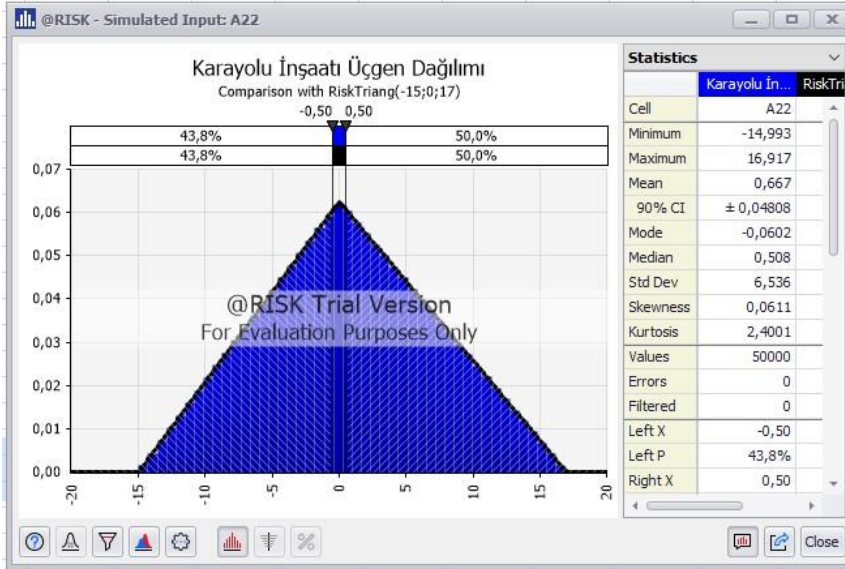 @RISK - Simulated Input: A22
Karayolu İnşaatı Üçgen Dağılımı
Comparison with RiskTriang(-15;0;17)
-0,50 0,50
43,8% 50,0%
43,8% 50,0%
0,07
0,06
0,05
0,04
0,03
0,02
0,01
0,00
-20 -15 -10 -5 0 5 10 15 20
@RISK Trial Version
For Evaluation Purposes Only
Statistics
Karayolu İn... RiskTri
Cell A22
Minimum -14,993
Maximum 16,917
Mean 0,667
90% CI ± 0,04808
Mode -0,0602
Median 0,508
Std Dev 6,536
Skewness 0,0611
Kurtosis 2,4001
Values 50000
Errors 0
Filtered 0
Left X -0,50
Left P 43,8%
Right X 0,50
Close